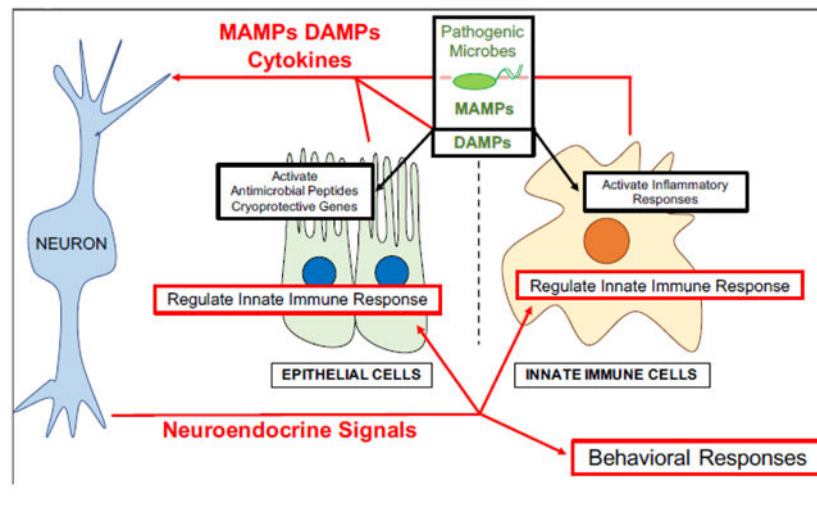 MAMPs DAMPs
Cytokines
Pathogenic
Microbes
MAMPs
DAMPs
Activate
Antimicrobial Peptides
Cryoprotective Genes
Activate Inflammatory
Responses
NEURON
Regulate Innate Immune Response
Regulate Innate Immune Response
EPITHELIAL CELLS
INNATE IMMUNE CELLS
Neuroendocrine Signals
Behavioral Responses